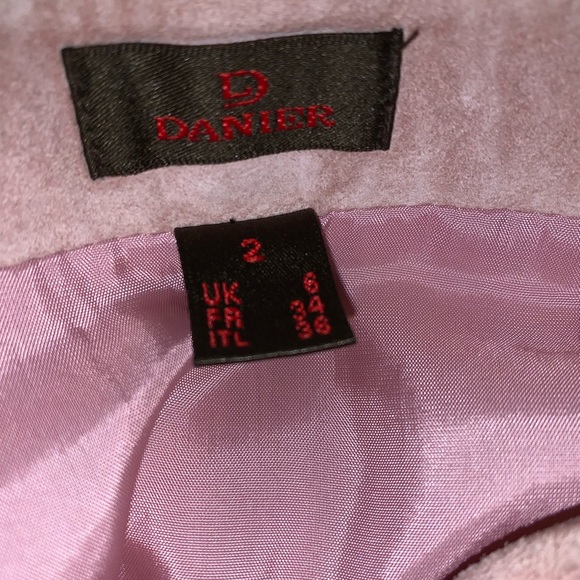 D
DANIER
2
UK 6
FR 34
ITL 38